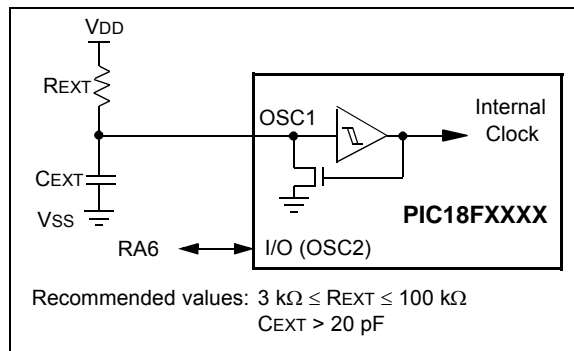 VDD
REXT
OSC1
Internal
Clock
CEXT
VSS
PIC18FXXXX
RA6
I/O (OSC2)
Recommended values: 3 kΩ ≤ REXT ≤ 100 kΩ
CEXT > 20 pF